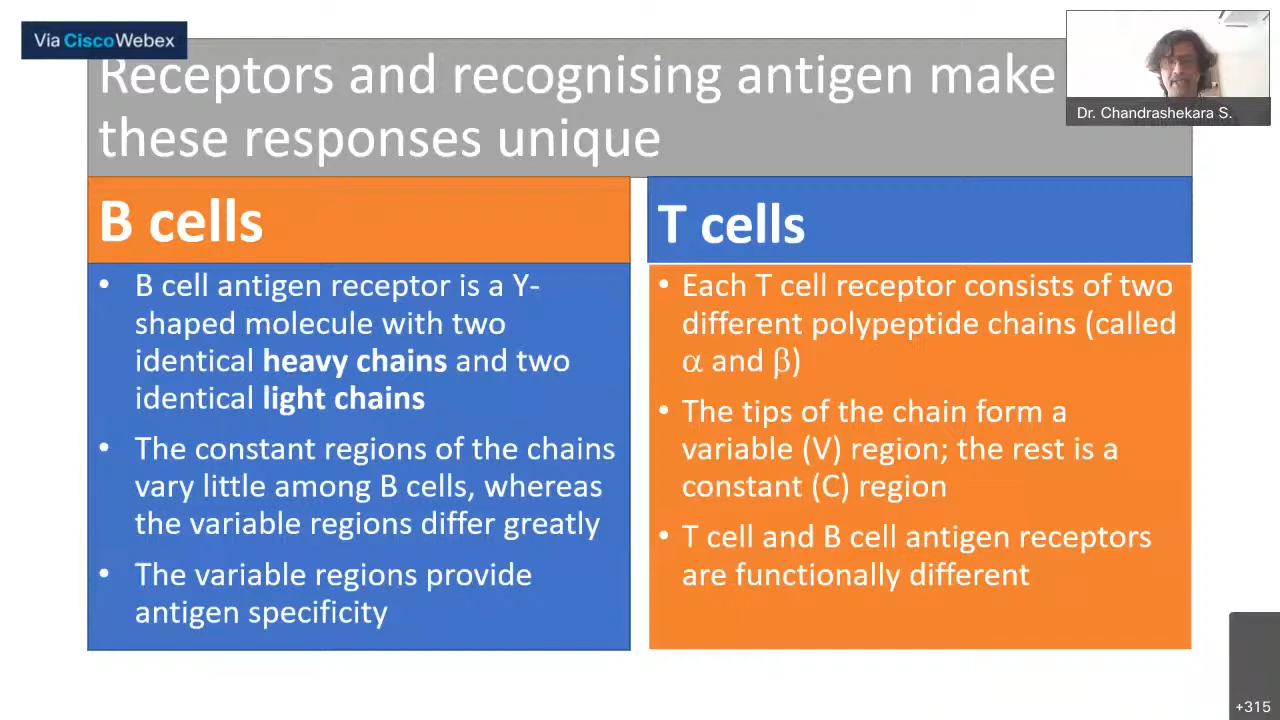 Via CiscoWebex
Receptors and recognising antigen make
these responses unique
Dr. Chandrashekara S.
B cells
• B cell antigen receptor is a Y-
shaped molecule with two
identical heavy chains and two
identical light chains
• The constant regions of the chains
vary little among B cells, whereas
the variable regions differ greatly
• The variable regions provide
antigen specificity
T cells
• Each T cell receptor consists of two
different polypeptide chains (called
α and β)
• The tips of the chain form a
variable (V) region; the rest is a
constant (C) region
• T cell and B cell antigen receptors
are functionally different
+315